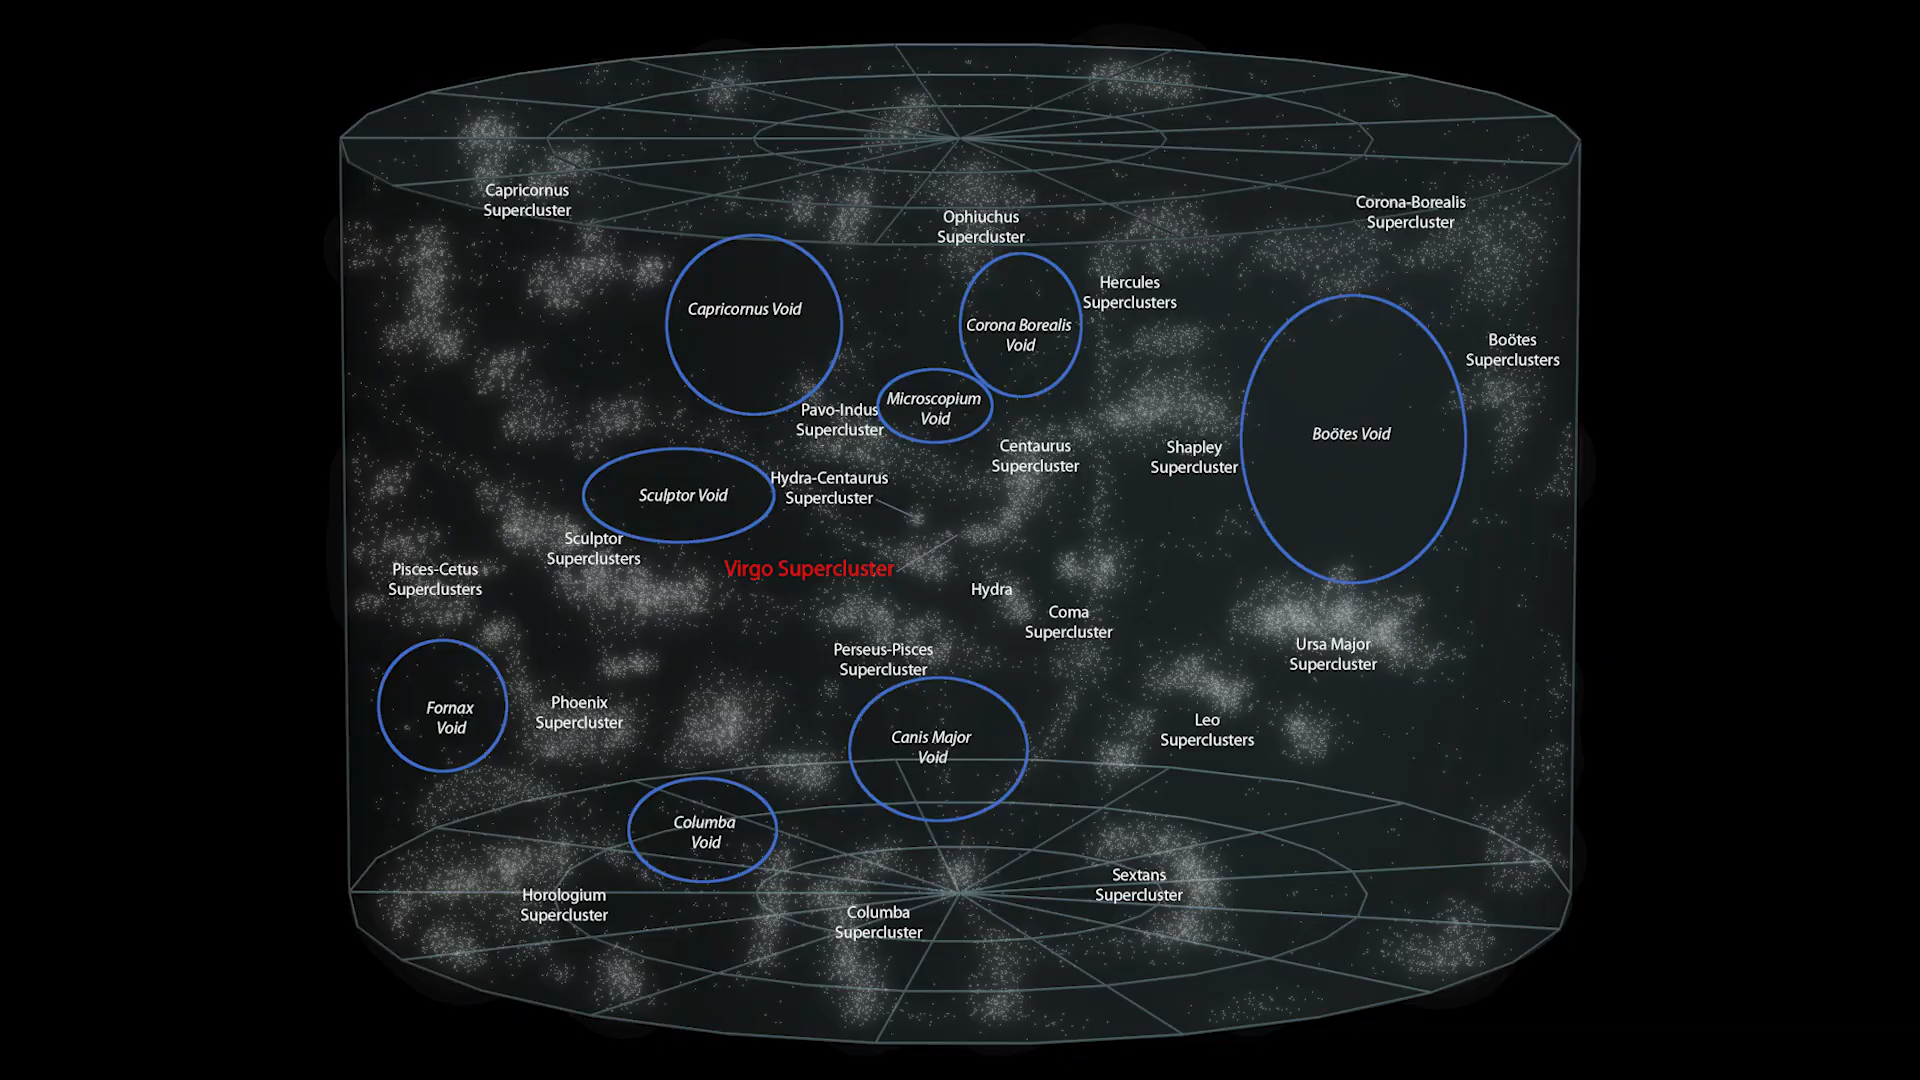 Capricornus
Supercluster
Corona-Borealis
Supercluster
Ophiuchus
Supercluster
Hercules
Superclusters
Capricornus Void
Corona Borealis
Void
Boötes
Superclusters
Microscopium
Void
Pavo-Indus
Supercluster
Boötes Void
Centaurus
Supercluster
Shapley
Supercluster
Hydra-Centaurus
Supercluster
Sculptor Void
Sculptor
Superclusters
Virgo Supercluster
Pisces-Cetus
Superclusters
Hydra
Coma
Supercluster
Perseus-Pisces
Supercluster
Ursa Major
Supercluster
Fornax
Void
Phoenix
Supercluster
Leo
Superclusters
Canis Major
Void
Columba
Void
Horologium
Supercluster
Columba
Supercluster
Sextans
Supercluster